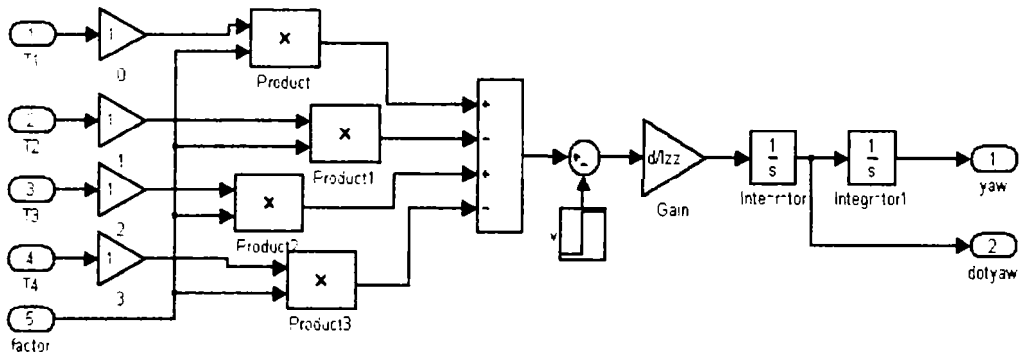 1
T1
1
0
×
Product
2
T2
1
1
×
Product1
3
T3
1
2
×
Product2
4
T4
1
3
×
Product3
5
factor
+
−
+
−
+
−
d/Izz
Gain
1
s
1
s
Integrtor1
1
yaw
2
dotyaw